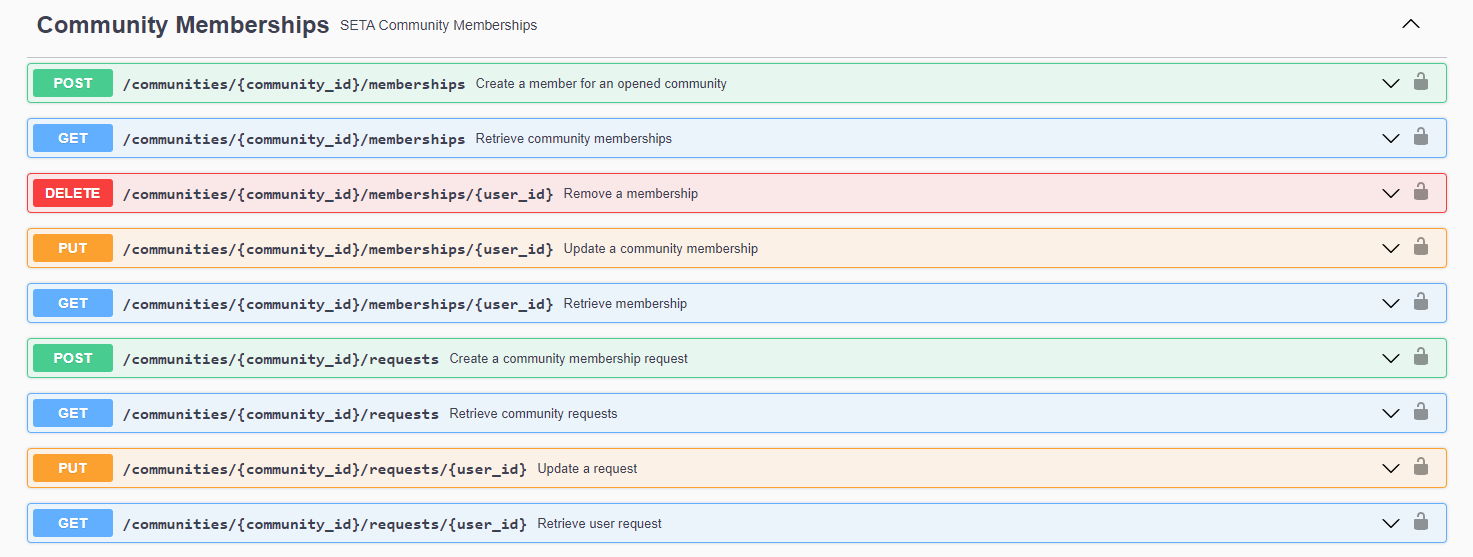 Community Memberships SETA Community Memberships
POST /communities/{community_id}/memberships Create a member for an opened community
GET /communities/{community_id}/memberships Retrieve community memberships
DELETE /communities/{community_id}/memberships/{user_id} Remove a membership
PUT /communities/{community_id}/memberships/{user_id} Update a community membership
GET /communities/{community_id}/memberships/{user_id} Retrieve membership
POST /communities/{community_id}/requests Create a community membership request
GET /communities/{community_id}/requests Retrieve community requests
PUT /communities/{community_id}/requests/{user_id} Update a request
GET /communities/{community_id}/requests/{user_id} Retrieve user request